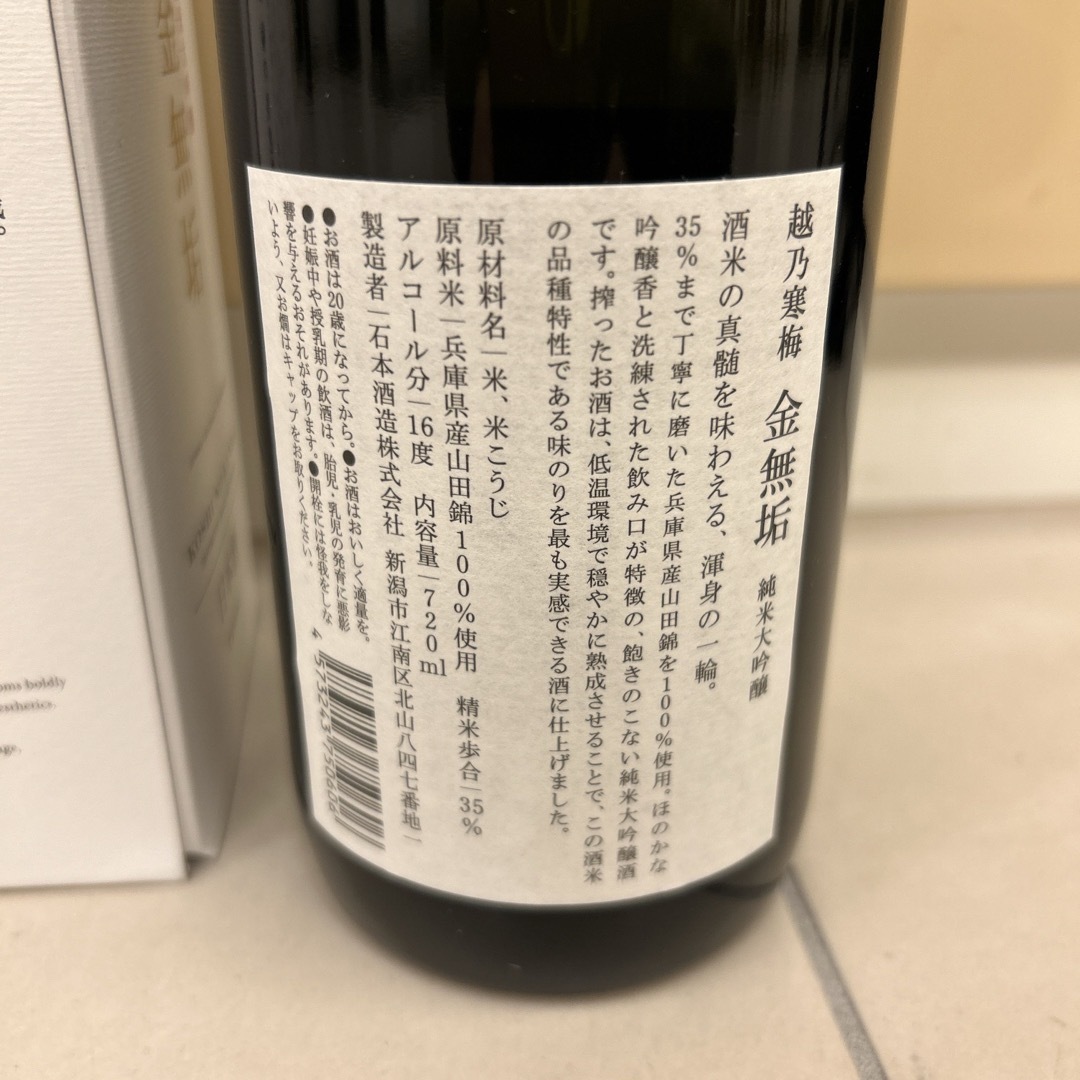 越乃寒梅 金無垢 純米大吟醸
酒米の真髄を味わえる、渾身の一輪。
35%まで丁寧に磨いた兵庫県産山田錦を100%使用。ほのかな
吟醸香と洗練された飲み口が特徴の、飽きのこない純米大吟醸酒
です。搾ったお酒は、低温環境で穏やかに熟成させることで、この酒米
の品種特性である味のりを最も実感できる酒に仕上げました。
原材料名|米、米こうじ
原料米|兵庫県産山田錦100%使用 精米歩合|35%
アルコール分|16度 内容量|720ml
製造者|石本酒造株式会社 新潟市江南区北山八四七番地一
●お酒は20歳になってから。●お酒はおいしく適量を。
●妊娠中や授乳期の飲酒は、胎児・乳児の発育に悪影
響を与えるおそれがあります。●開栓には怪我をしな
いよう、又お燗はキャップをお取りください。
4 573243 750606
金無垢
oms boldly
esthetics.
age.